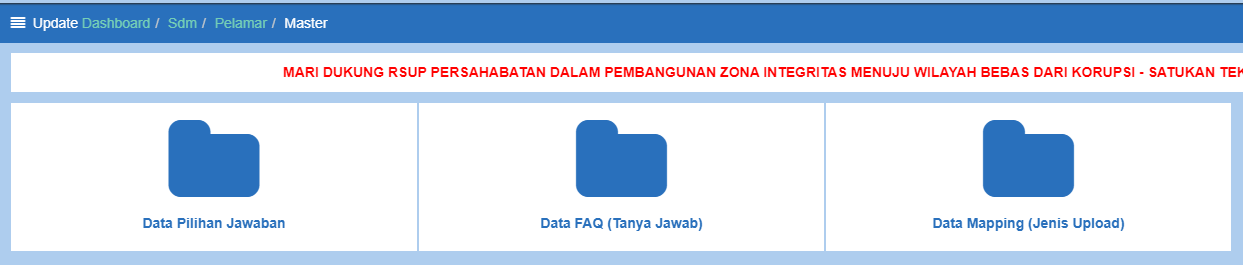 Update Dashboard / Sdm / Pelamar / Master
MARI DUKUNG RSUP PERSAHABATAN DALAM PEMBANGUNAN ZONA INTEGRITAS MENUJU WILAYAH BEBAS DARI KORUPSI - SATUKAN TEK
Data Pilihan Jawaban
Data FAQ (Tanya Jawab)
Data Mapping (Jenis Upload)